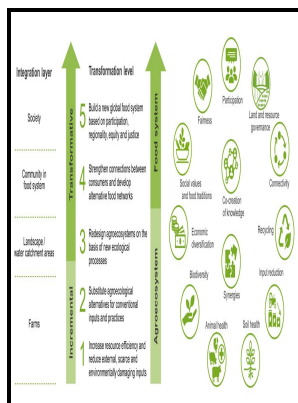 Integration layer
Transformation level
Society
Community in
food system
Landscape /
water catchment areas
Farms
Transformative
Incremental
5
Build a new global food system
based on participation,
regionality, equity and justice
4
Strengthen connections between
consumers and develop
alternative food networks
3
Redesign agroecosystems on the
basis of new ecological
processes
2
Substitute agroecological
alternatives for conventional
inputs and practices
1
Increase resource efficiency and
reduce external, scarce and
environmentally damaging inputs
Food system
Agroecosystem
Participation
Fairness
Land and resource
governance
Social values
and food traditions
Connectivity
Co-creation
of knowledge
Economic
diversification
Recycling
Biodiversity
Synergies
Input reduction
Animal health
Soil health